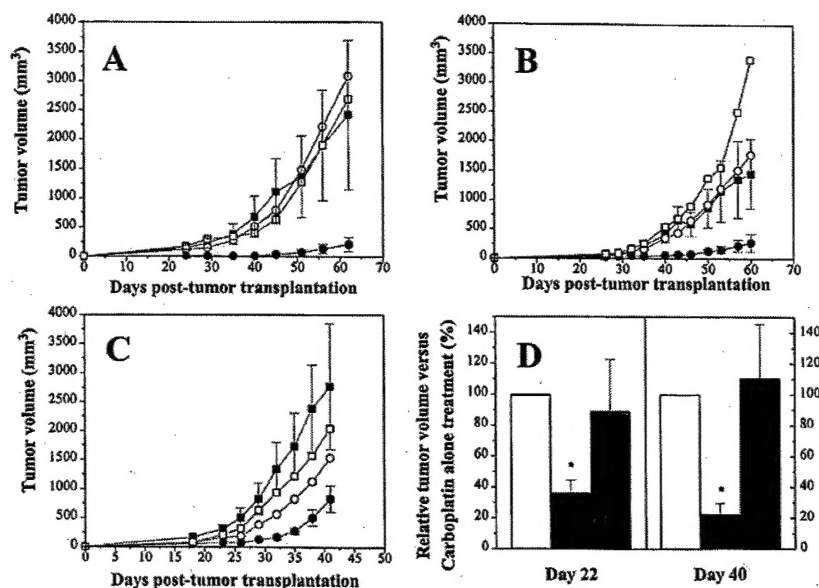 A
Tumor volume (mm³)
4000
3500
3000
2500
2000
1500
1000
500
0
0 10 20 30 40 50 60 70
Days post-tumor transplantation
B
Tumor volume (mm³)
4000
3500
3000
2500
2000
1500
1000
500
0
0 10 20 30 40 50 60 70
Days post-tumor transplantation
C
Tumor volume (mm³)
4000
3500
3000
2500
2000
1500
1000
500
0
0 5 10 15 20 25 30 35 40 45
Days post-tumor transplantation
D
Relative tumor volume versus
Carboplatin alone treatment (%)
140
120
100
80
60
40
20
0
* *
140
120
100
80
60
40
20
0
Day 22 Day 40